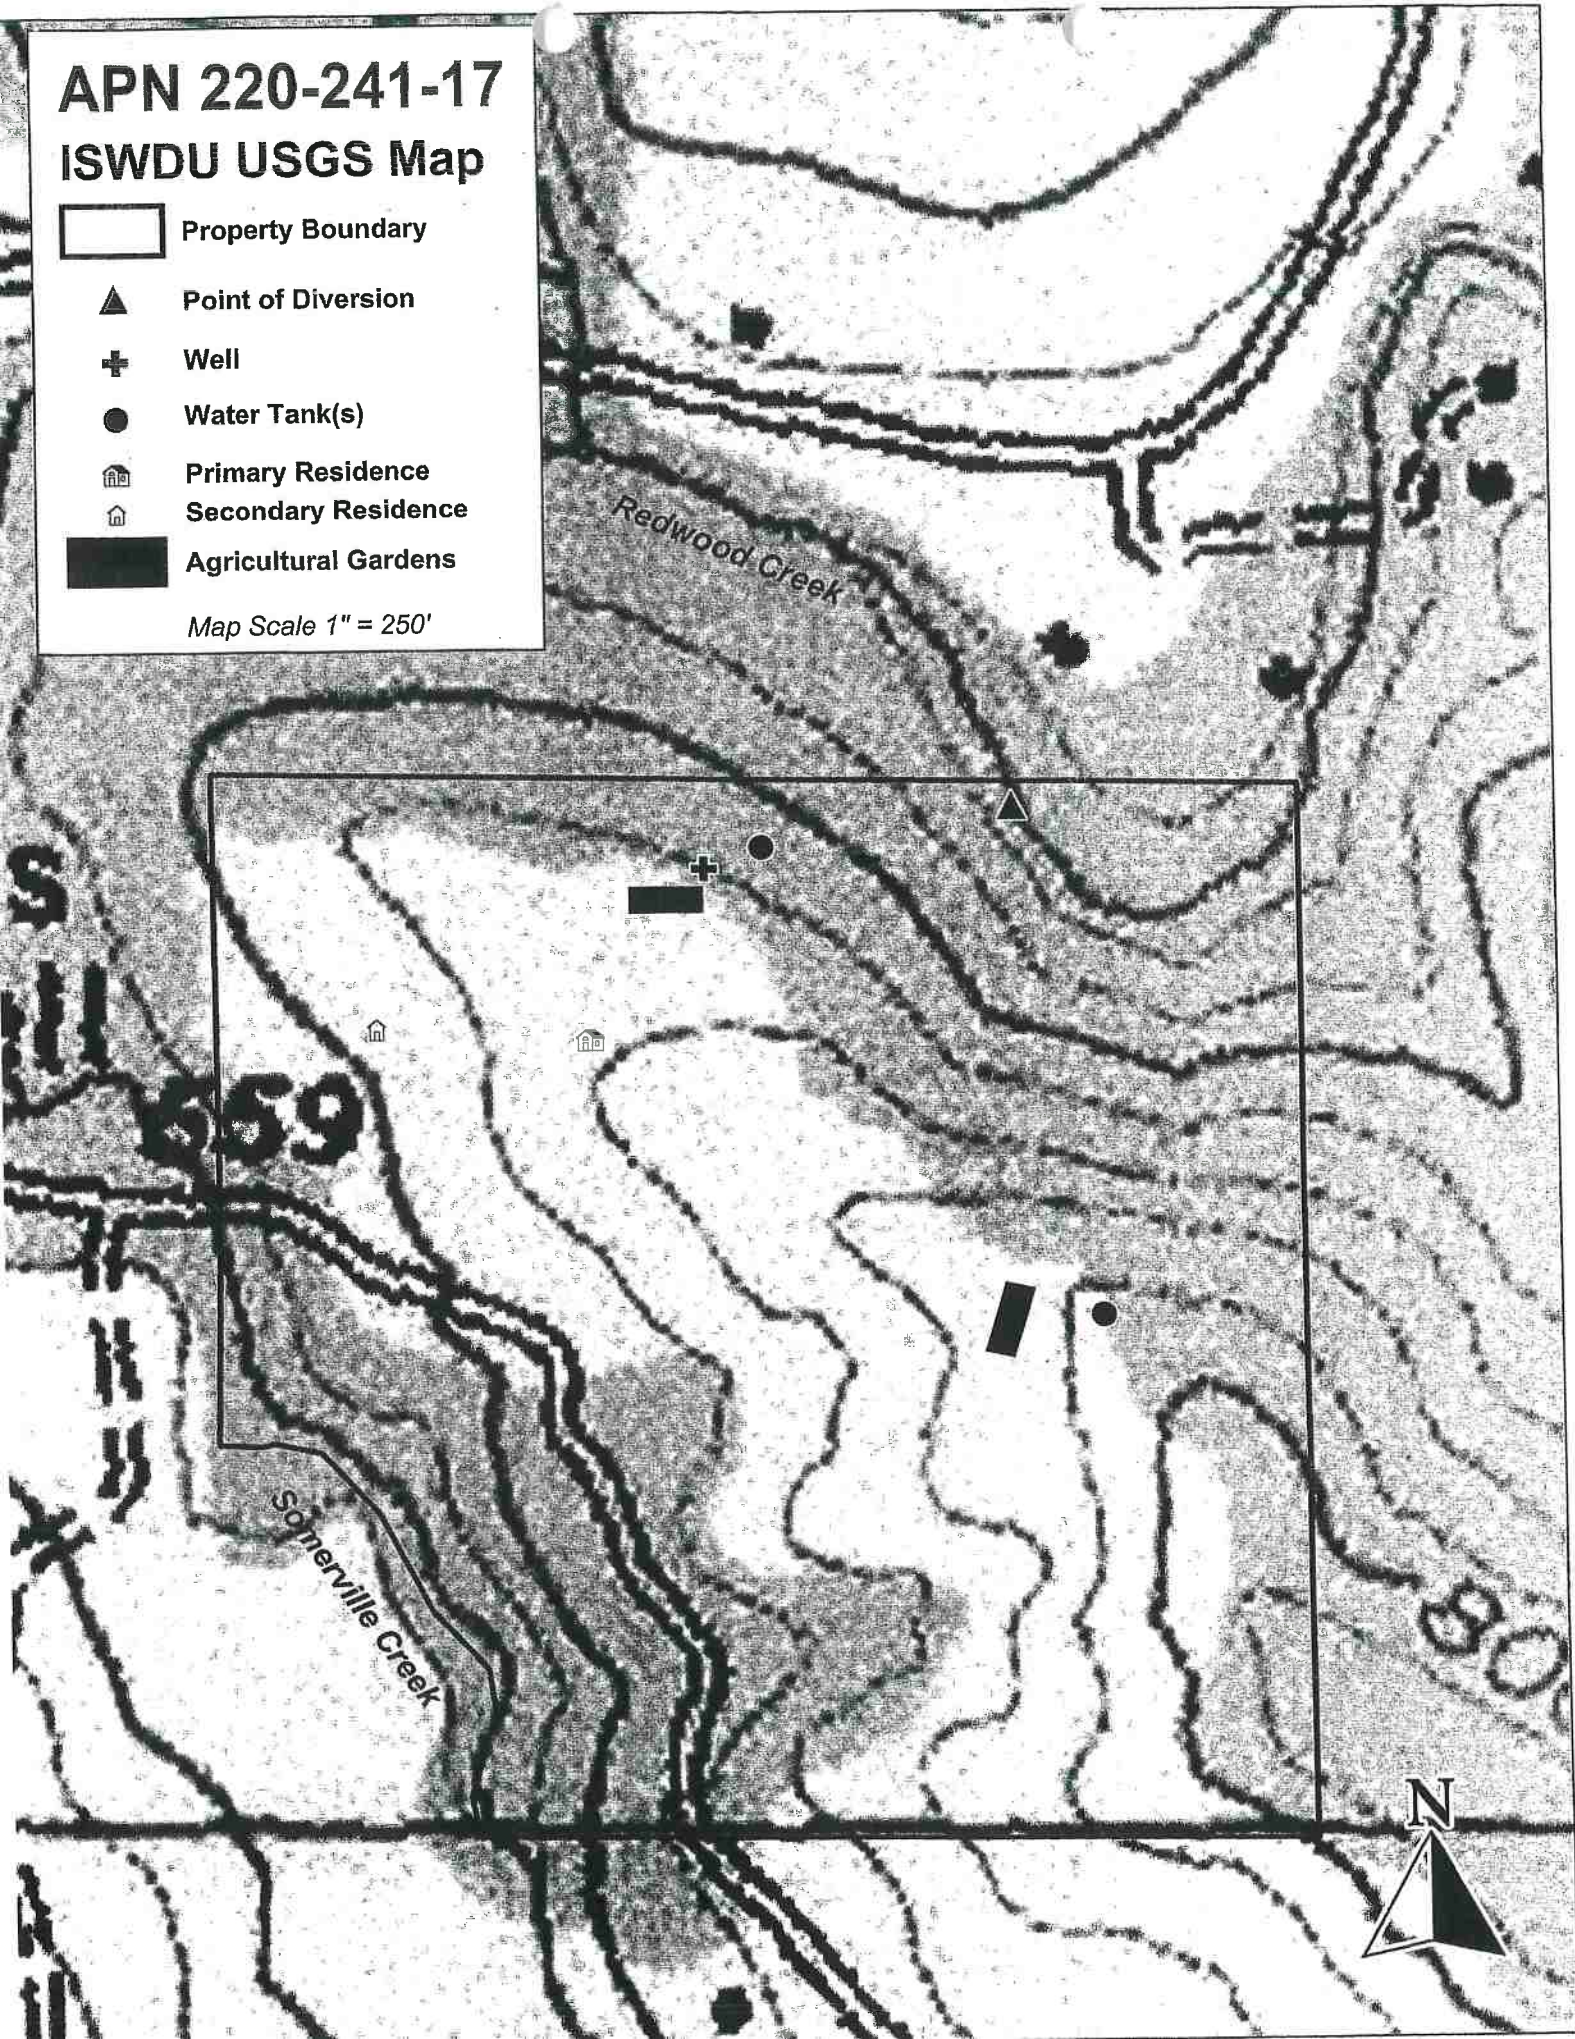 APN 220-241-17
ISWDU USGS Map
Property Boundary
Point of Diversion
Well
Water Tank(s)
Primary Residence
Secondary Residence
Agricultural Gardens
Map Scale 1" = 250'
Redwood Creek
S
669
Somerville Creek
800
N